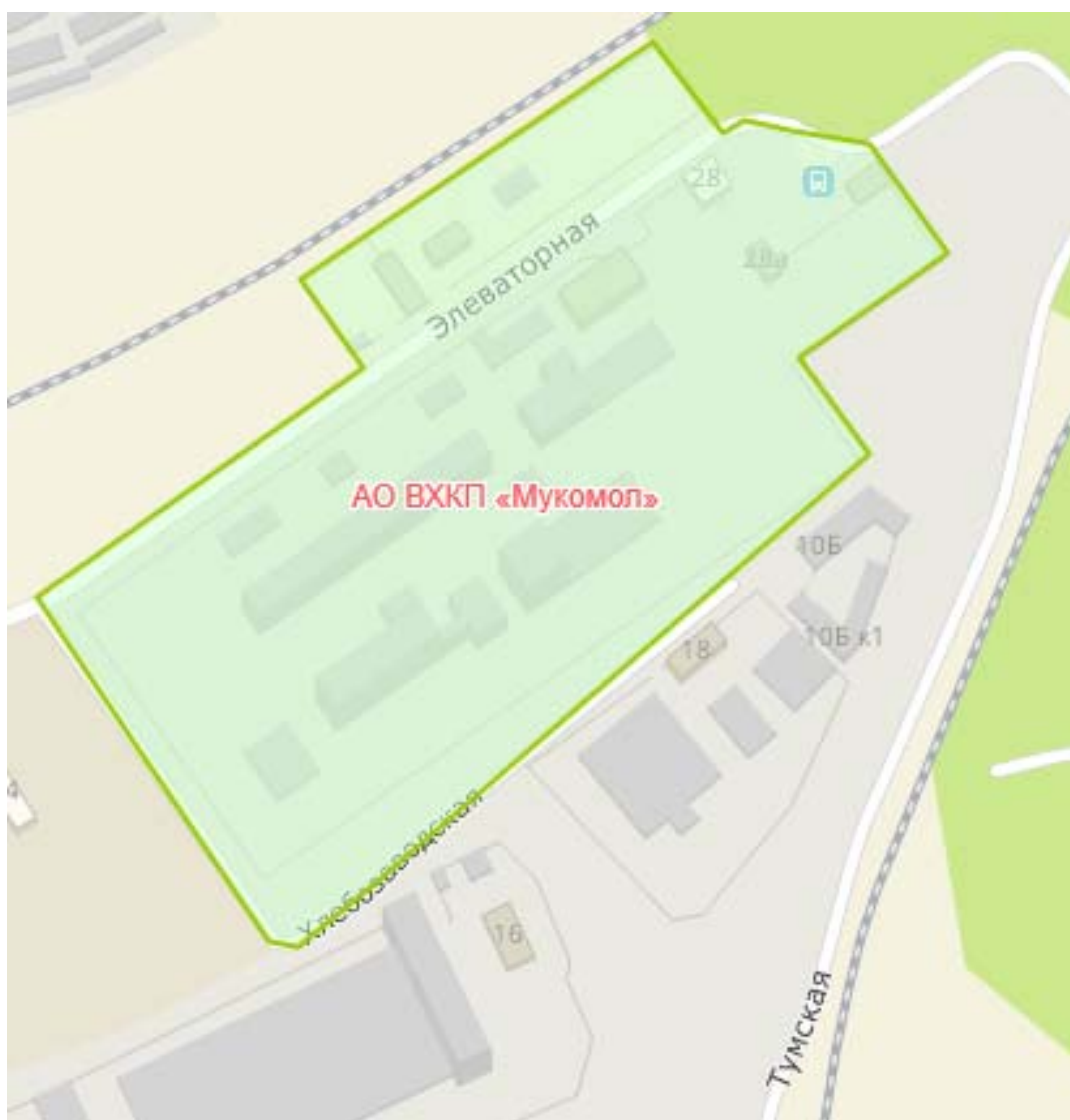 28
28а
Элеваторная
АО ВХКП «Мукомол»
10Б
10Б к1
18
Хлебозаводская
16
Тумская